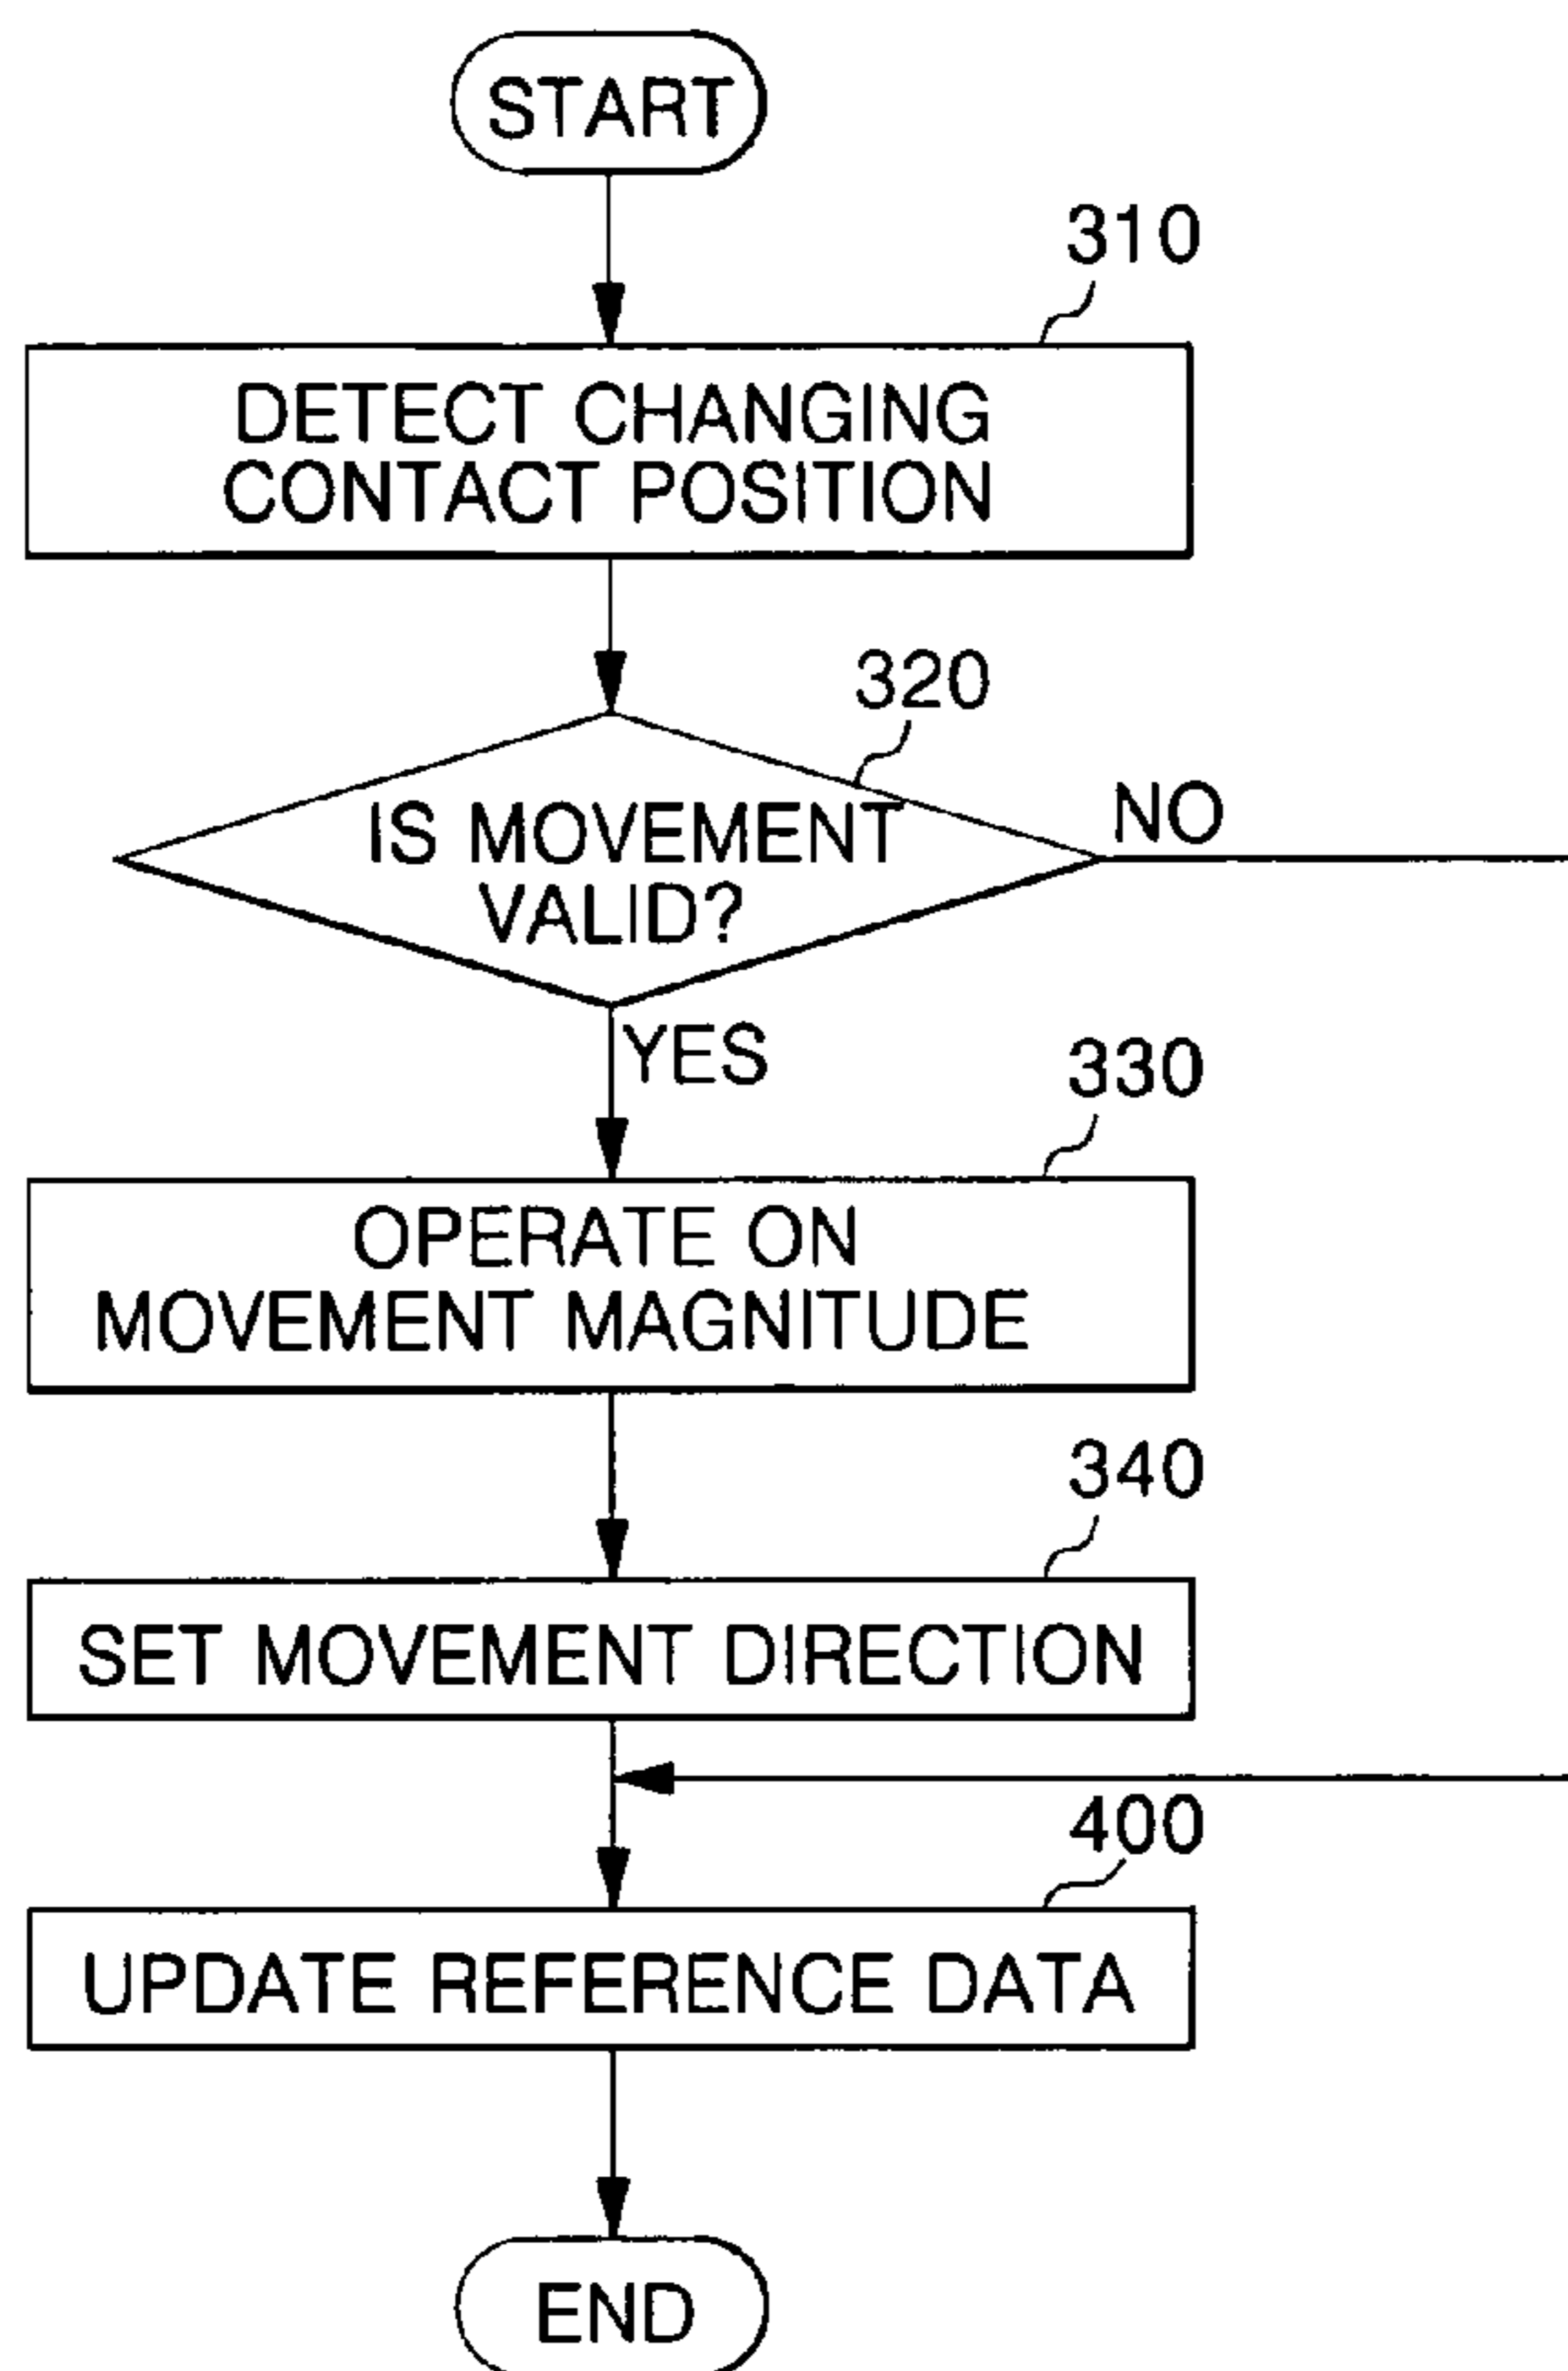 START
310
DETECT CHANGING
CONTACT POSITION
320
IS MOVEMENT
VALID?
NO
YES
330
OPERATE ON
MOVEMENT MAGNITUDE
340
SET MOVEMENT DIRECTION
400
UPDATE REFERENCE DATA
END